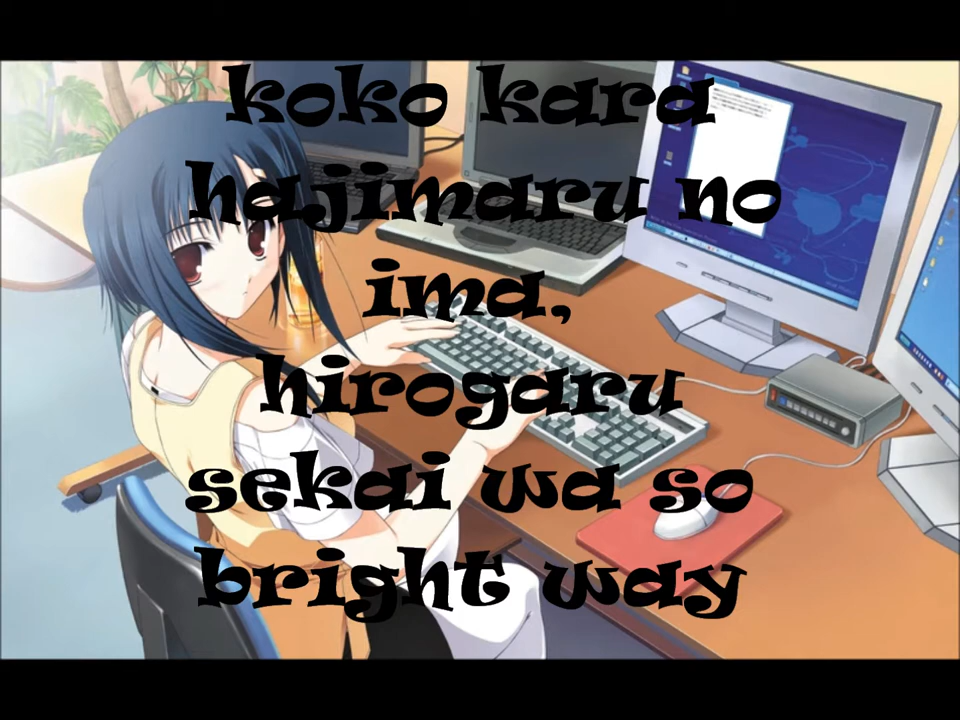 koko kara
hajimaru no
ima,
hirogaru
sekai wa so
bright way